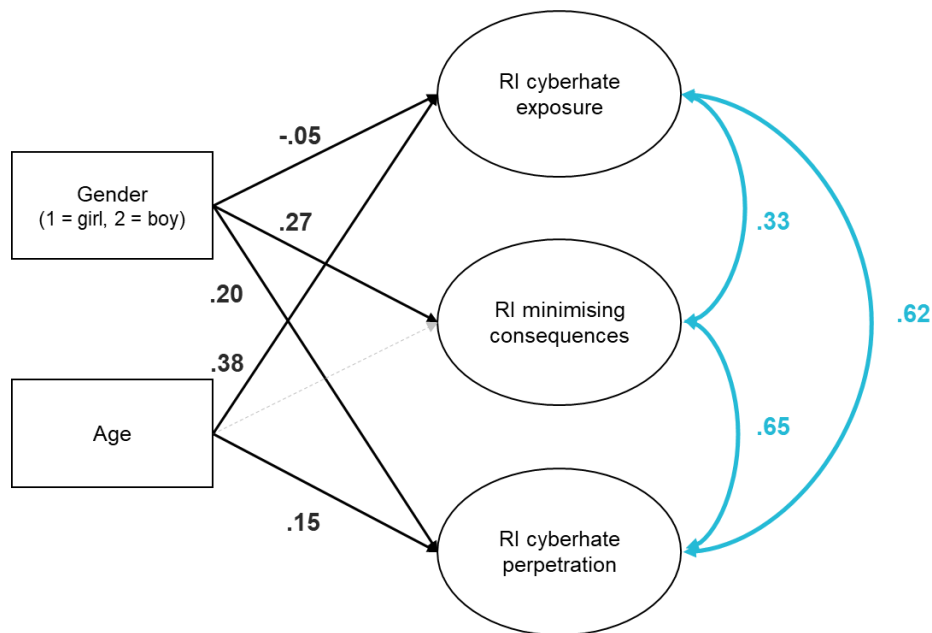 RI cyberhate
exposure
-.05
Gender
(1 = girl, 2 = boy)
.27
.33
.20
RI minimising
consequences
.62
.38
Age
.65
.15
RI cyberhate
perpetration